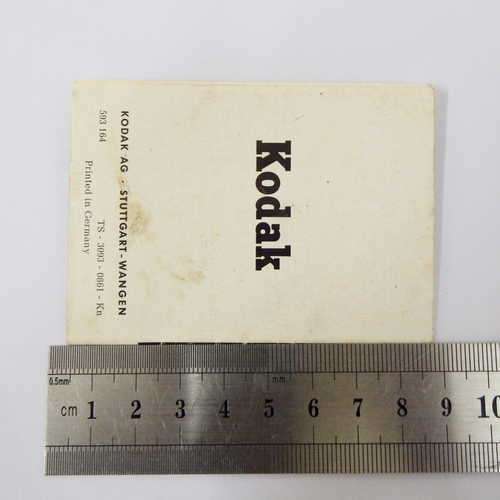 Kodak
KODAK AG · STUTTGART-WANGEN
593 164
TS - 3093 - 0861 - Kn
Printed in Germany
0.5mm
mm
cm 1 2 3 4 5 6 7 8 9 10